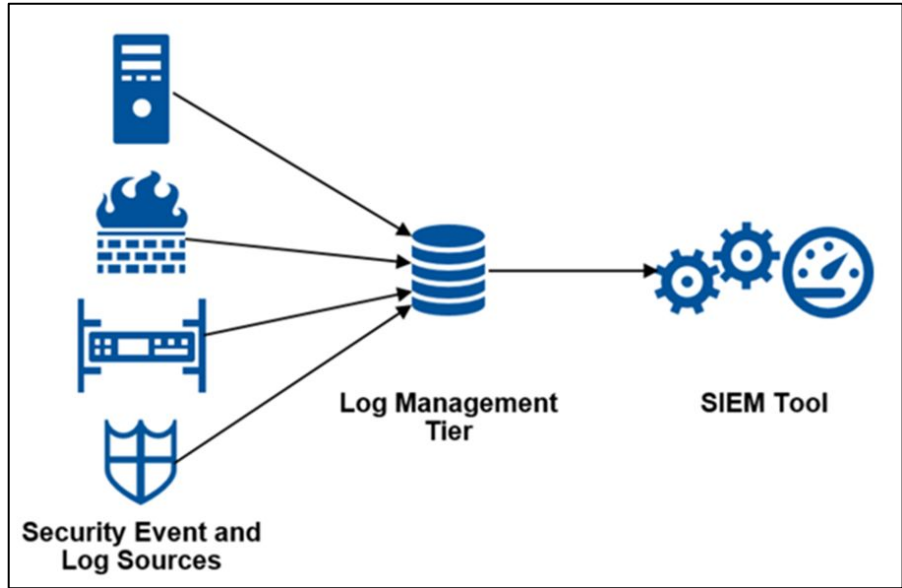 Log Management
Tier
SIEM Tool
Security Event and
Log Sources